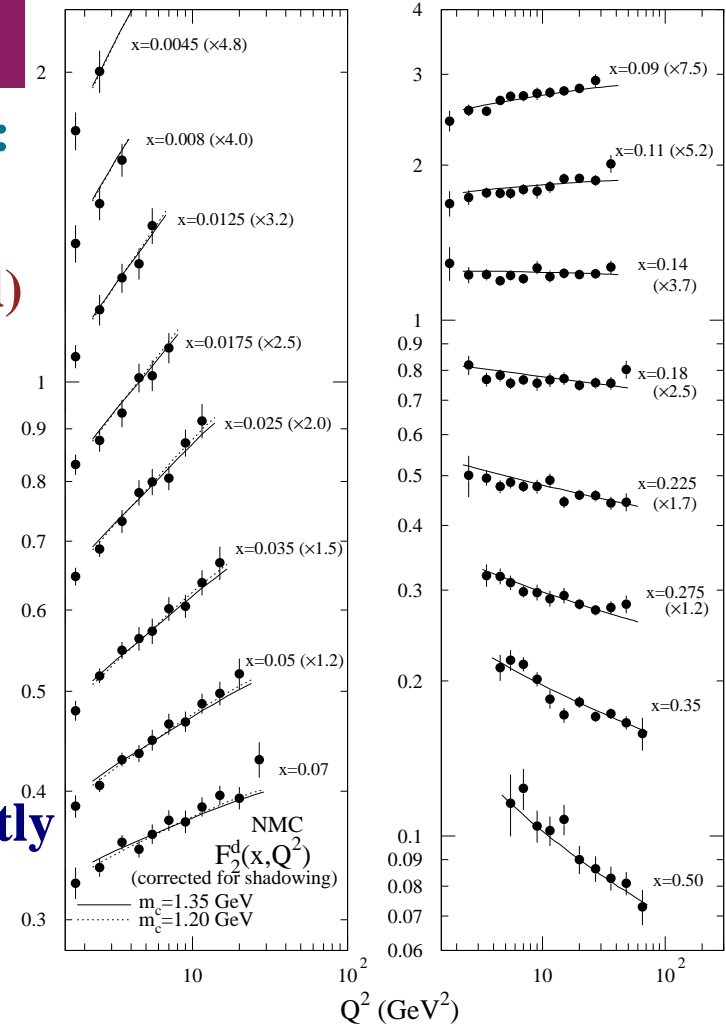 :
)
tly
2
1
0.9
0.8
0.7
0.6
0.5
0.4
0.3
10
10²
x=0.0045 (×4.8)
x=0.008 (×4.0)
x=0.0125 (×3.2)
x=0.0175 (×2.5)
x=0.025 (×2.0)
x=0.035 (×1.5)
x=0.05 (×1.2)
x=0.07
NMC
F₂ᵈ(x,Q²)
(corrected for shadowing)
m_c=1.35 GeV
m_c=1.20 GeV
4
3
2
1
0.9
0.8
0.7
0.6
0.5
0.4
0.3
0.2
0.1
0.09
0.08
0.07
0.06
10
10²
x=0.09 (×7.5)
x=0.11 (×5.2)
x=0.14
(×3.7)
x=0.18
(×2.5)
x=0.225
(×1.7)
x=0.275
(×1.2)
x=0.35
x=0.50
Q² (GeV²)